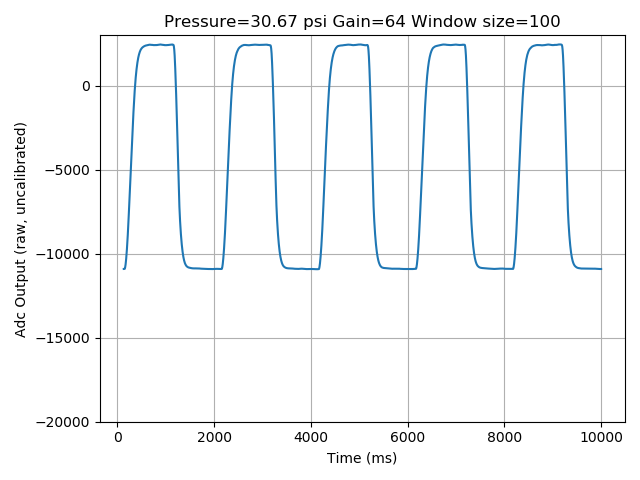 Pressure=30.67 psi Gain=64 Window size=100
Adc Output (raw, uncalibrated)
0
−5000
−10000
−15000
−20000
0 2000 4000 6000 8000 10000
Time (ms)